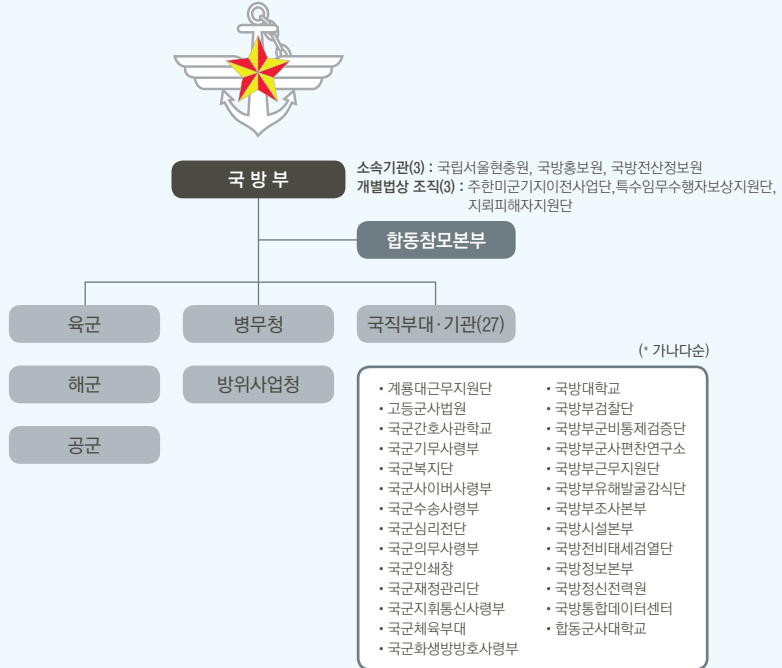 국방부
소속기관(3) : 국립서울현충원, 국방홍보원, 국방전산정보원
개별법상 조직(3) : 주한미군기지이전사업단,특수임무수행자보상지원단,
지뢰피해자지원단
합동참모본부
육군
병무청
국직부대·기관(27)
(* 가나다순)
해군
방위사업청
공군
• 계룡대근무지원단
• 고등군사법원
• 국군간호사관학교
• 국군기무사령부
• 국군복지단
• 국군사이버사령부
• 국군수송사령부
• 국군심리전단
• 국군의무사령부
• 국군인쇄창
• 국군재정관리단
• 국군지휘통신사령부
• 국군체육부대
• 국군화생방방호사령부
• 국방대학교
• 국방부검찰단
• 국방부군비통제검증단
• 국방부군사편찬연구소
• 국방부근무지원단
• 국방부유해발굴감식단
• 국방부조사본부
• 국방시설본부
• 국방전비태세검열단
• 국방정보본부
• 국방정신전력원
• 국방통합데이터센터
• 합동군사대학교